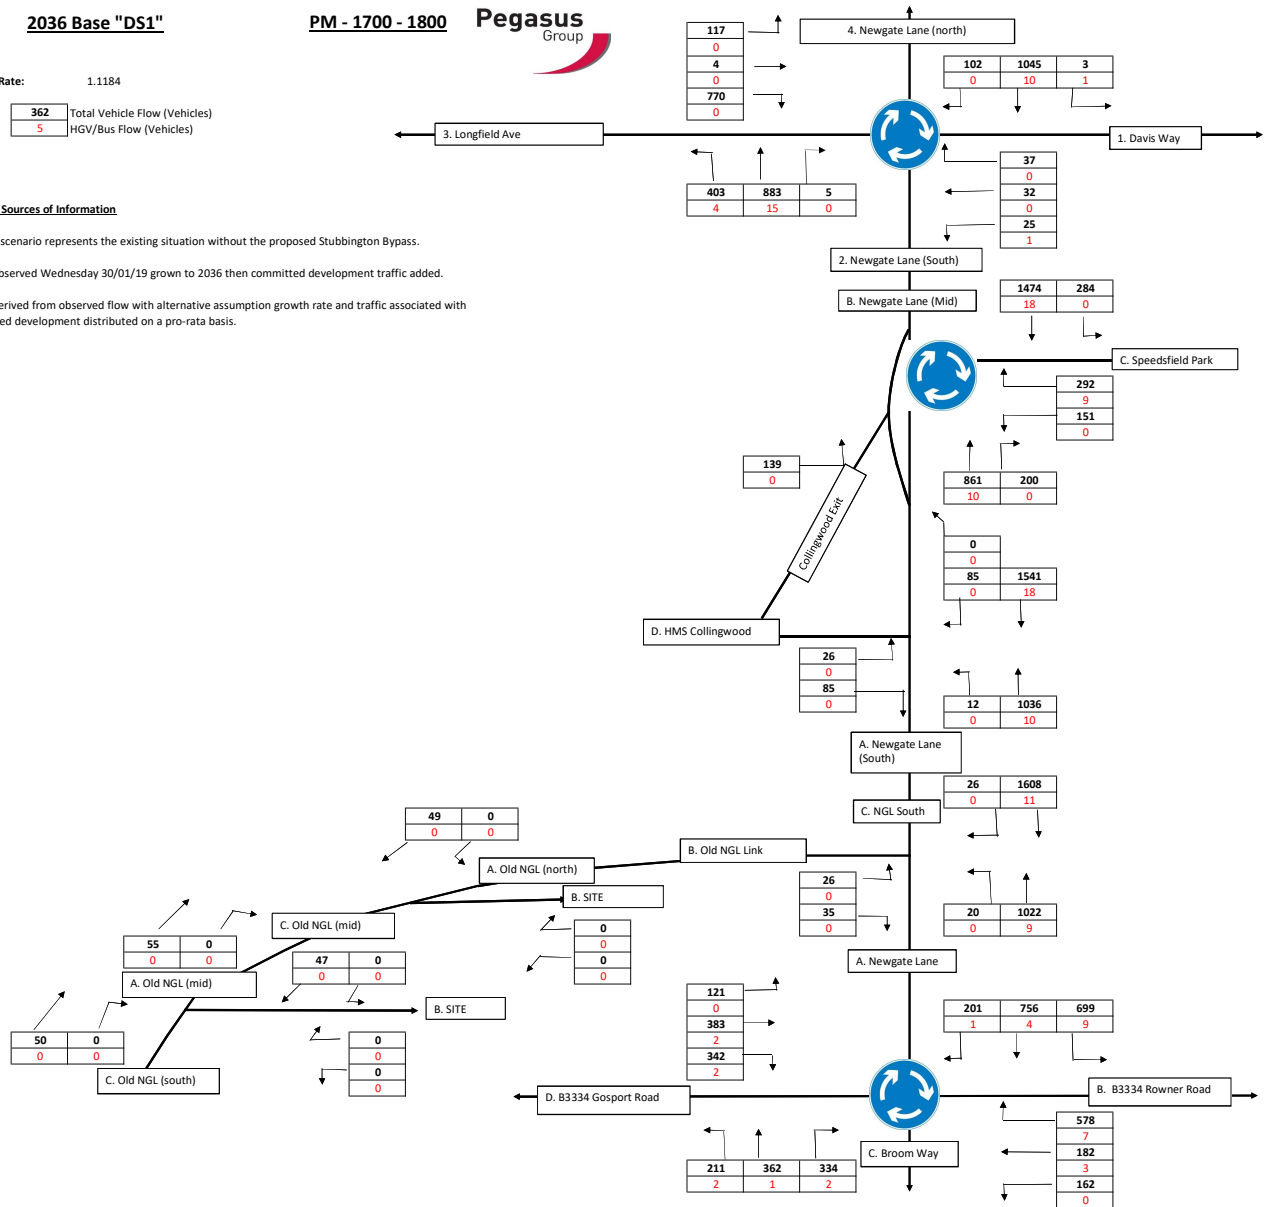 2036 Base "DS1"
PM - 1700 - 1800
Pegasus
Group
Rate: 1.1184
362 Total Vehicle Flow (Vehicles)
5 HGV/Bus Flow (Vehicles)
Sources of Information
scenario represents the existing situation without the proposed Stubbington Bypass.
bserved Wednesday 30/01/19 grown to 2036 then committed development traffic added.
erived from observed flow with alternative assumption growth rate and traffic associated with
ed development distributed on a pro-rata basis.
117
0
4
0
770
0
4. Newgate Lane (north)
102 1045 3
0 10 1
3. Longfield Ave
1. Davis Way
403 883 5
4 15 0
37
0
32
0
25
1
2. Newgate Lane (South)
B. Newgate Lane (Mid)
1474 284
18 0
C. Speedsfield Park
292
9
151
0
139
0
861 200
10 0
Collingwood Exit
0
0
85 1541
0 18
D. HMS Collingwood
26
0
85
0
12 1036
0 10
A. Newgate Lane
(South)
26 1608
0 11
C. NGL South
49 0
0 0
B. Old NGL Link
A. Old NGL (north)
26
0
35
0
20 1022
0 9
B. SITE
C. Old NGL (mid)
0
0
0
0
55 0
0 0
47 0
0 0
A. Newgate Lane
A. Old NGL (mid)
B. SITE
121
0
383
2
342
2
201 756 699
1 4 9
50 0
0 0
0
0
0
0
C. Old NGL (south)
D. B3334 Gosport Road
B. B3334 Rowner Road
578
7
182
3
162
0
C. Broom Way
211 362 334
2 1 2